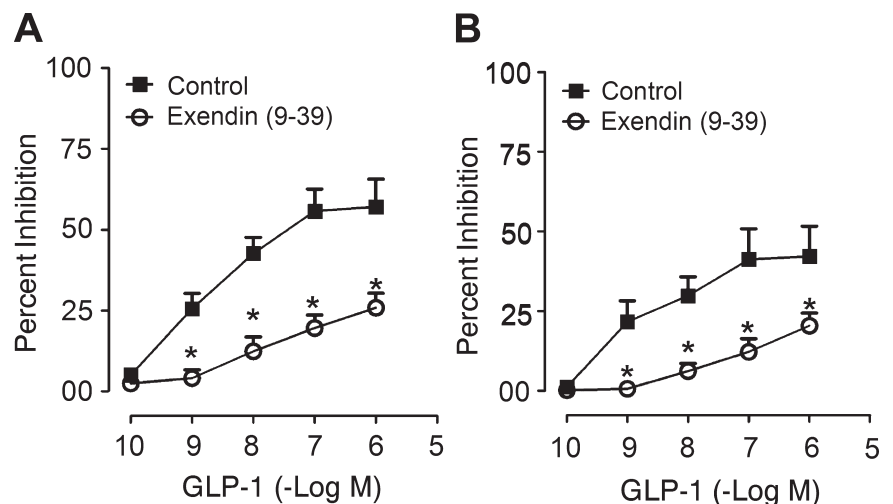 A
Percent Inhibition
100
75
50
25
00
Control
Exendin (9-39)
*
*
*
*
10 9 8 7 6 5
GLP-1 (-Log M)
B
Percent Inhibition
100
75
50
25
00
Control
Exendin (9-39)
*
*
*
*
10 9 8 7 6 5
GLP-1 (-Log M)